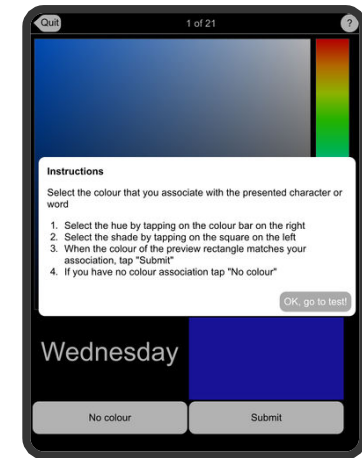 Quit
1 of 21
?
Instructions
Select the colour that you associate with the presented character or
word
1. Select the hue by tapping on the colour bar on the right
2. Select the shade by tapping on the square on the left
3. When the colour of the preview rectangle matches your
association, tap "Submit"
4. If you have no colour association tap "No colour"
OK, go to test!
Wednesday
No colour
Submit